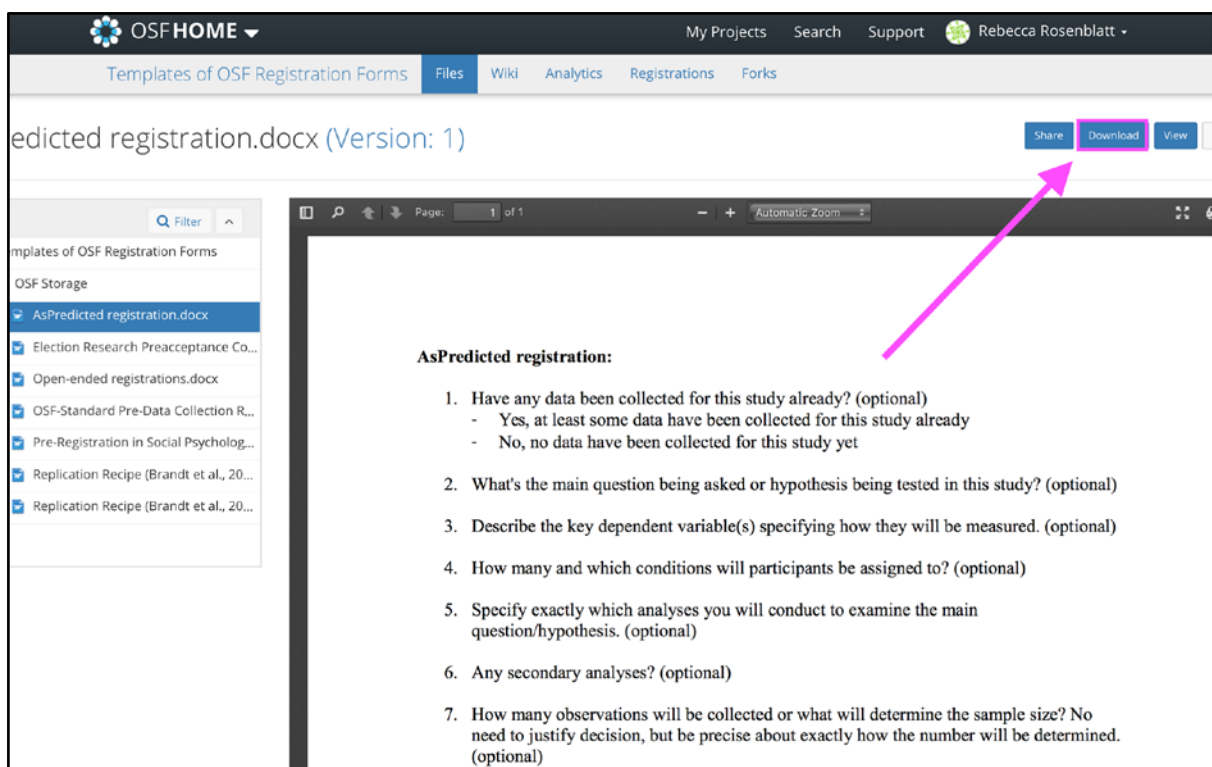 OSFHOME
My Projects Search Support Rebecca Rosenblatt
Templates of OSF Registration Forms Files Wiki Analytics Registrations Forks
edicted registration.docx (Version: 1)
Share Download View
Filter
Page: 1 of 1
Automatic Zoom
mplates of OSF Registration Forms
OSF Storage
AsPredicted registration.docx
Election Research Preacceptance Co...
Open-ended registrations.docx
OSF-Standard Pre-Data Collection R...
Pre-Registration in Social Psycholog...
Replication Recipe (Brandt et al., 20...
Replication Recipe (Brandt et al., 20...
AsPredicted registration:
1. Have any data been collected for this study already? (optional)
- Yes, at least some data have been collected for this study already
- No, no data have been collected for this study yet
2. What's the main question being asked or hypothesis being tested in this study? (optional)
3. Describe the key dependent variable(s) specifying how they will be measured. (optional)
4. How many and which conditions will participants be assigned to? (optional)
5. Specify exactly which analyses you will conduct to examine the main
question/hypothesis. (optional)
6. Any secondary analyses? (optional)
7. How many observations will be collected or what will determine the sample size? No
need to justify decision, but be precise about exactly how the number will be determined.
(optional)